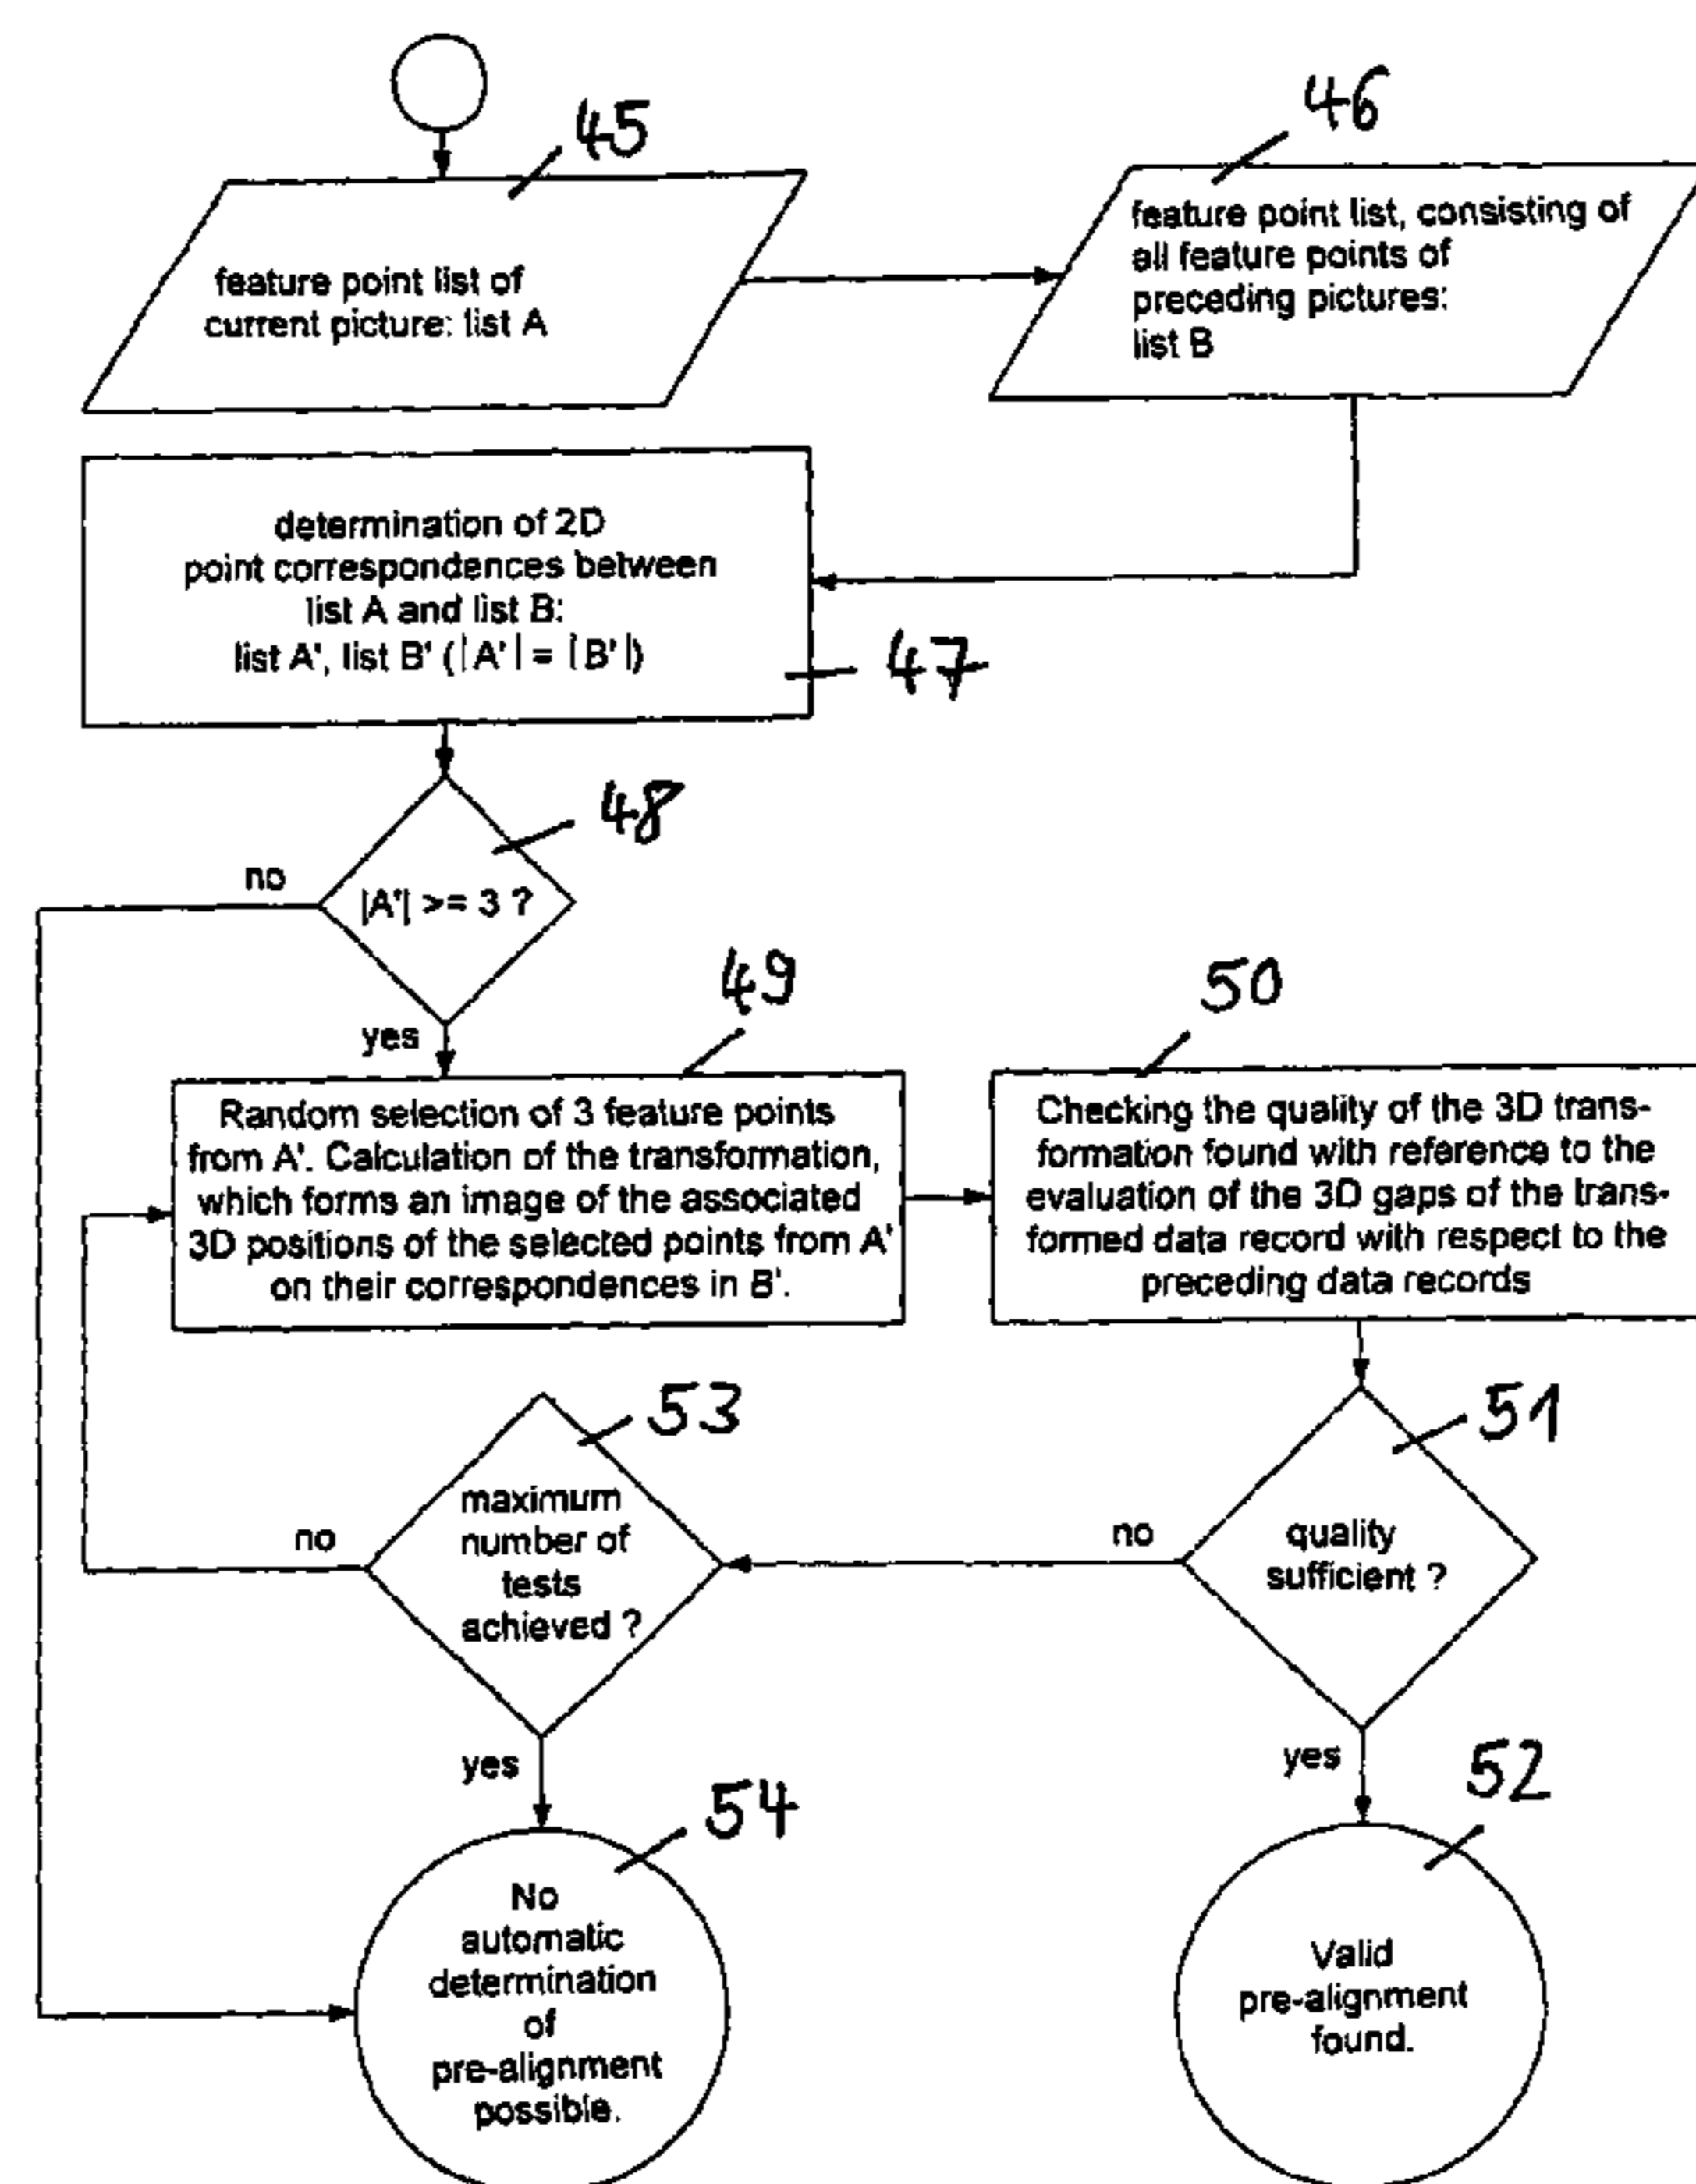 45
46
feature point list of
current picture: list A
feature point list, consisting of
all feature points of
preceding pictures:
list B
determination of 2D
point correspondences between
list A and list B:
list A', list B' (|A'| = |B'|)
47
48
no
|A'| >= 3 ?
yes
49
50
Random selection of 3 feature points
from A'. Calculation of the transformation,
which forms an image of the associated
3D positions of the selected points from A'
on their correspondences in B'.
Checking the quality of the 3D trans-
formation found with reference to the
evaluation of the 3D gaps of the trans-
formed data record with respect to the
preceding data records
53
51
maximum
number of
tests
achieved ?
no
no
quality
sufficient ?
yes
yes
54
52
No
automatic
determination
of
pre-alignment
possible.
Valid
pre-alignment
found.